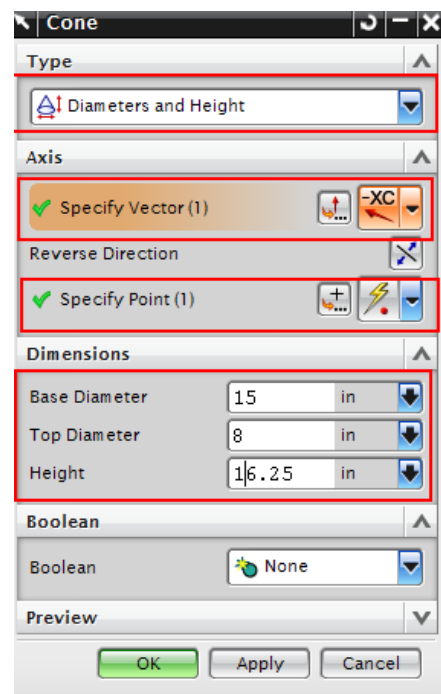 Cone
Type
Diameters and Height
Axis
Specify Vector (1)
-XC
Reverse Direction
Specify Point (1)
Dimensions
Base Diameter 15 in
Top Diameter 8 in
Height 16.25 in
Boolean
Boolean None
Preview
OK Apply Cancel